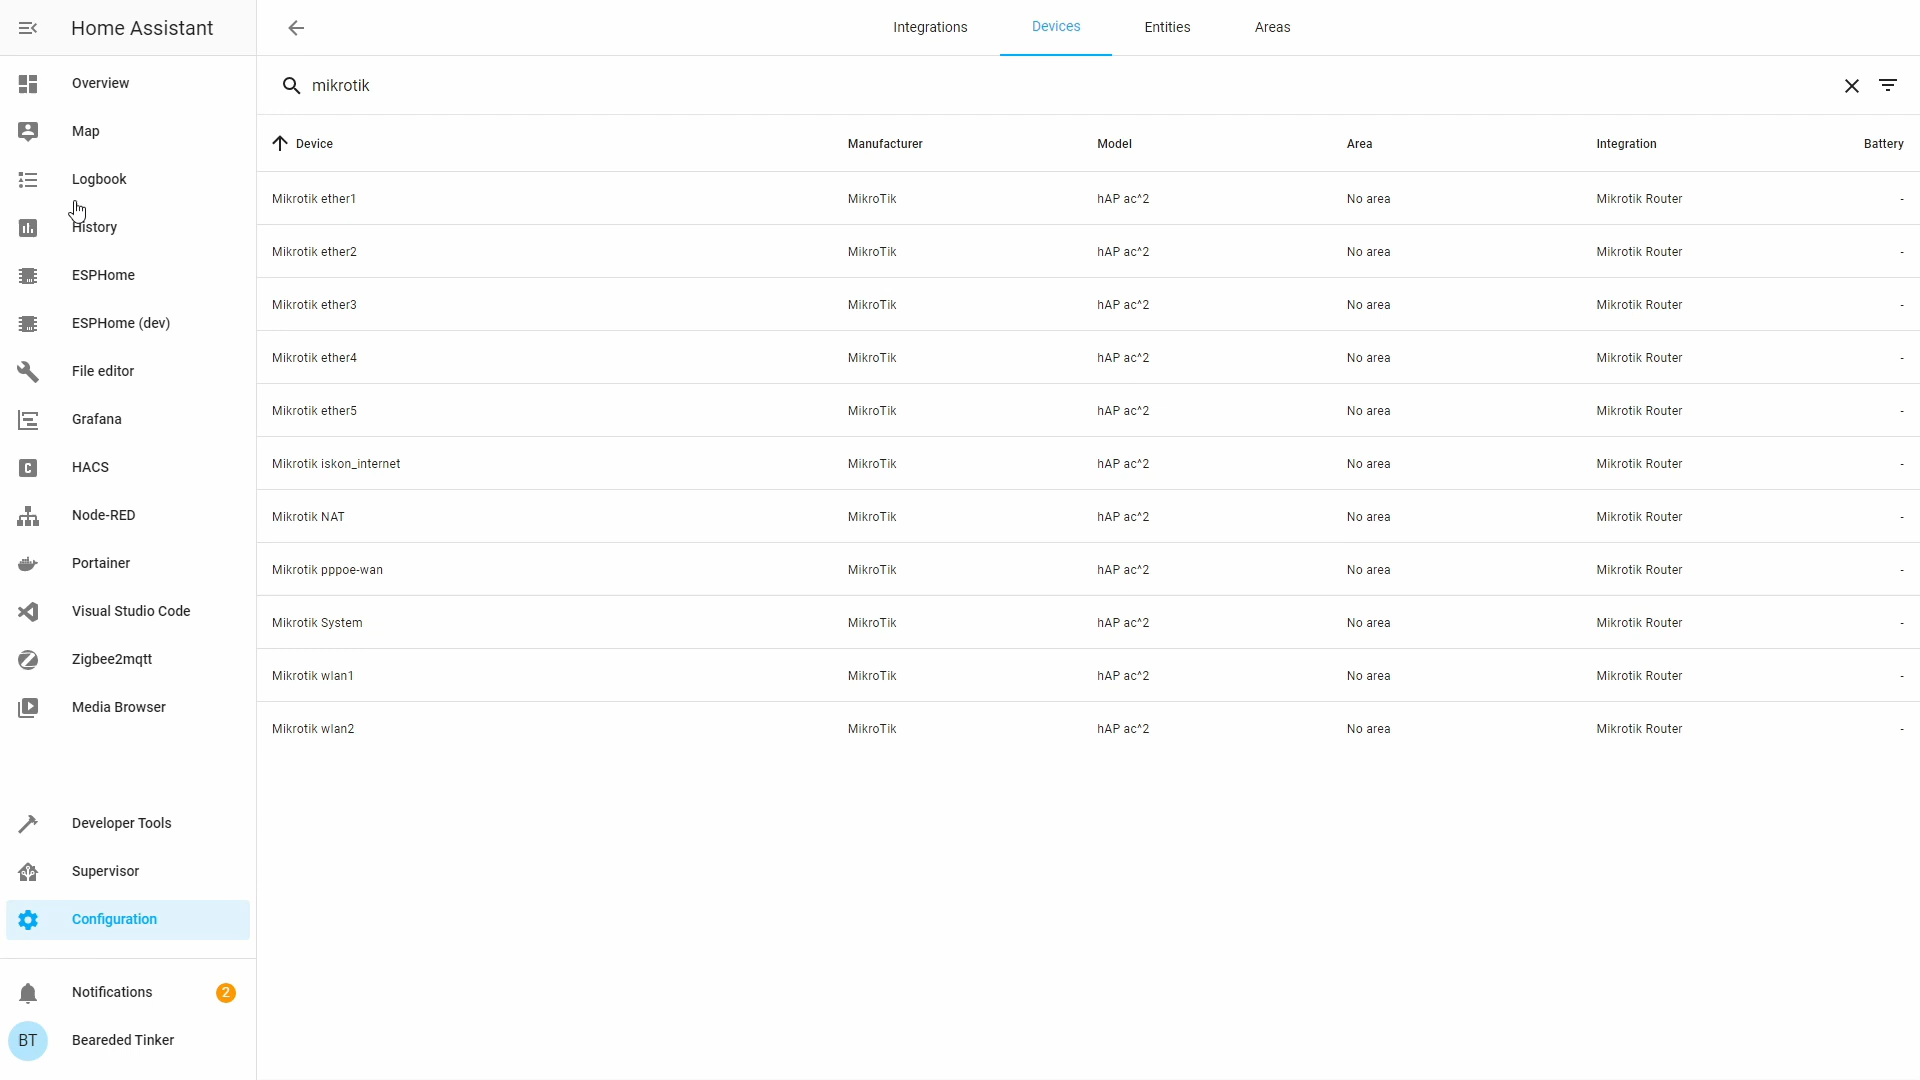 Home Assistant
Integrations Devices Entities Areas
Overview
Map
Logbook
History
ESPHome
ESPHome (dev)
File editor
Grafana
HACS
Node-RED
Portainer
Visual Studio Code
Zigbee2mqtt
Media Browser
Developer Tools
Supervisor
Configuration
Notifications 2
BT Beareded Tinker
mikrotik
Device Manufacturer Model Area Integration Battery
Mikrotik ether1 MikroTik hAP ac^2 No area Mikrotik Router -
Mikrotik ether2 MikroTik hAP ac^2 No area Mikrotik Router -
Mikrotik ether3 MikroTik hAP ac^2 No area Mikrotik Router -
Mikrotik ether4 MikroTik hAP ac^2 No area Mikrotik Router -
Mikrotik ether5 MikroTik hAP ac^2 No area Mikrotik Router -
Mikrotik iskon_internet MikroTik hAP ac^2 No area Mikrotik Router -
Mikrotik NAT MikroTik hAP ac^2 No area Mikrotik Router -
Mikrotik pppoe-wan MikroTik hAP ac^2 No area Mikrotik Router -
Mikrotik System MikroTik hAP ac^2 No area Mikrotik Router -
Mikrotik wlan1 MikroTik hAP ac^2 No area Mikrotik Router -
Mikrotik wlan2 MikroTik hAP ac^2 No area Mikrotik Router -